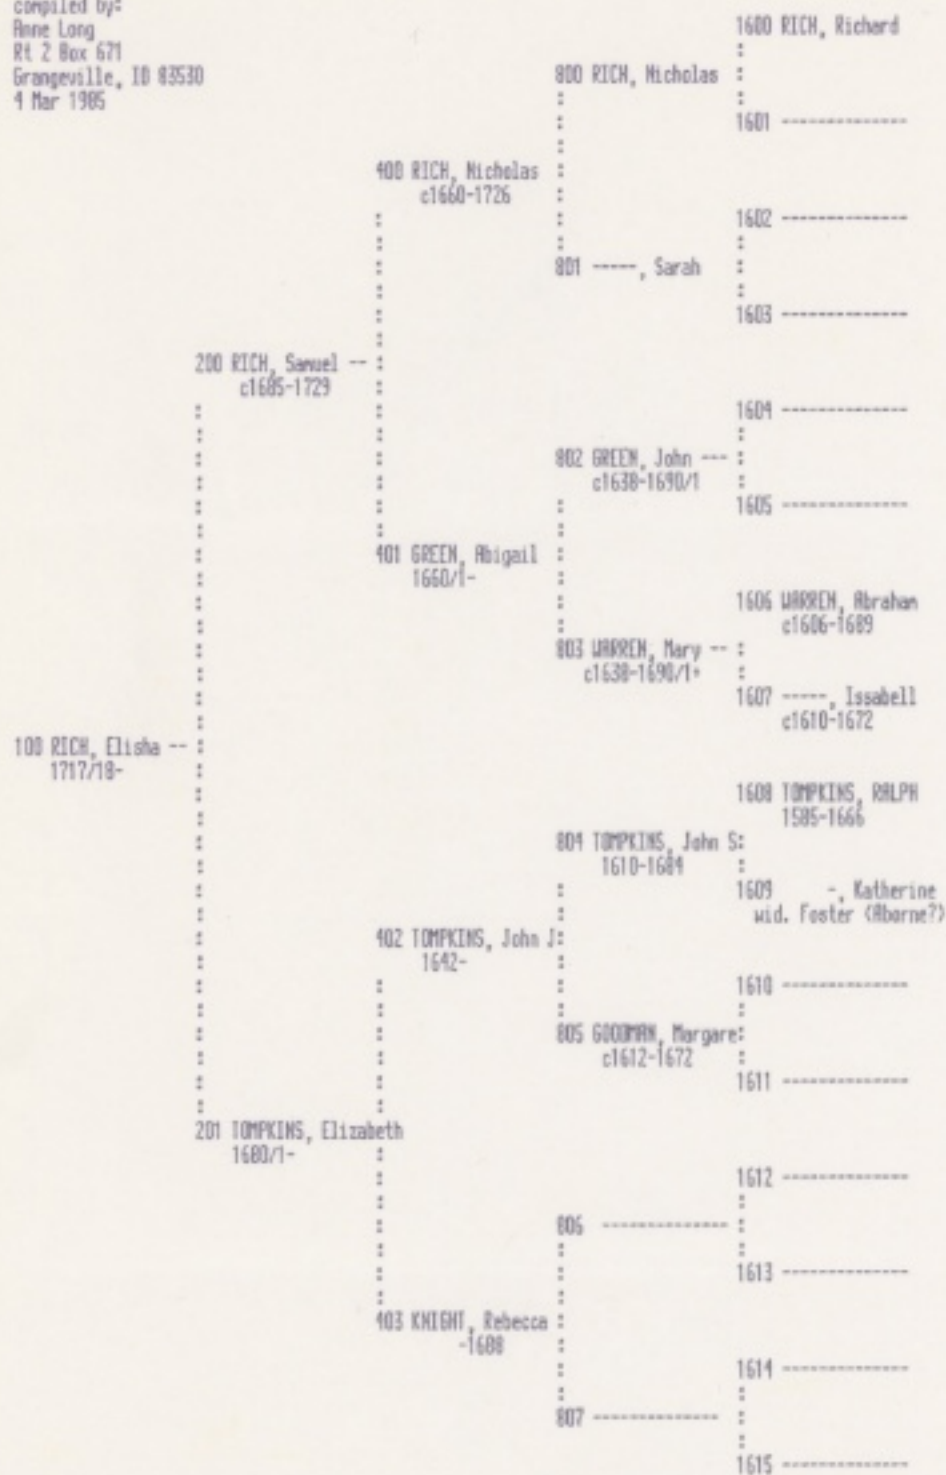 compiled by:
Anne Long
Rt 2 Box 671
Grangeville, ID 83530
4 Mar 1985
1600 RICH, Richard
800 RICH, Nicholas
1601 --------------
400 RICH, Nicholas
c1660-1726
1602 --------------
801 -----, Sarah
1603 --------------
200 RICH, Samuel --
c1685-1729
1604 --------------
802 GREEN, John ---
c1638-1690/1
1605 --------------
401 GREEN, Abigail
1660/1-
1606 WARREN, Abraham
c1606-1689
803 WARREN, Mary --
c1638-1690/1+
1607 -----, Issabell
c1610-1672
100 RICH, Elisha --
1717/18-
1608 TOMPKINS, RALPH
1585-1666
804 TOMPKINS, John S:
1610-1684
1609 -, Katherine
wid. Foster (Aborne?)
402 TOMPKINS, John J:
1642-
1610 --------------
805 GOODMAN, Margare:
c1612-1672
1611 --------------
201 TOMPKINS, Elizabeth
1680/1-
1612 --------------
806 --------------
1613 --------------
403 KNIGHT, Rebecca
-1688
1614 --------------
807 --------------
1615 --------------